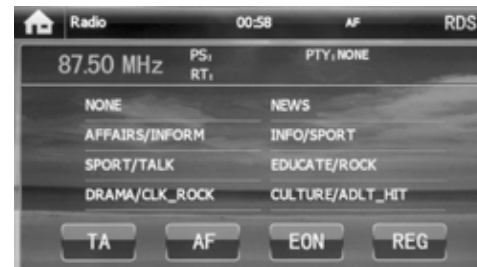 Radio 00:58 AF RDS
87.50 MHz PS: PTY: NONE
RT:
NONE NEWS
AFFAIRS/INFORM INFO/SPORT
SPORT/TALK EDUCATE/ROCK
DRAMA/CLK_ROCK CULTURE/ADLT_HIT
TA AF EON REG